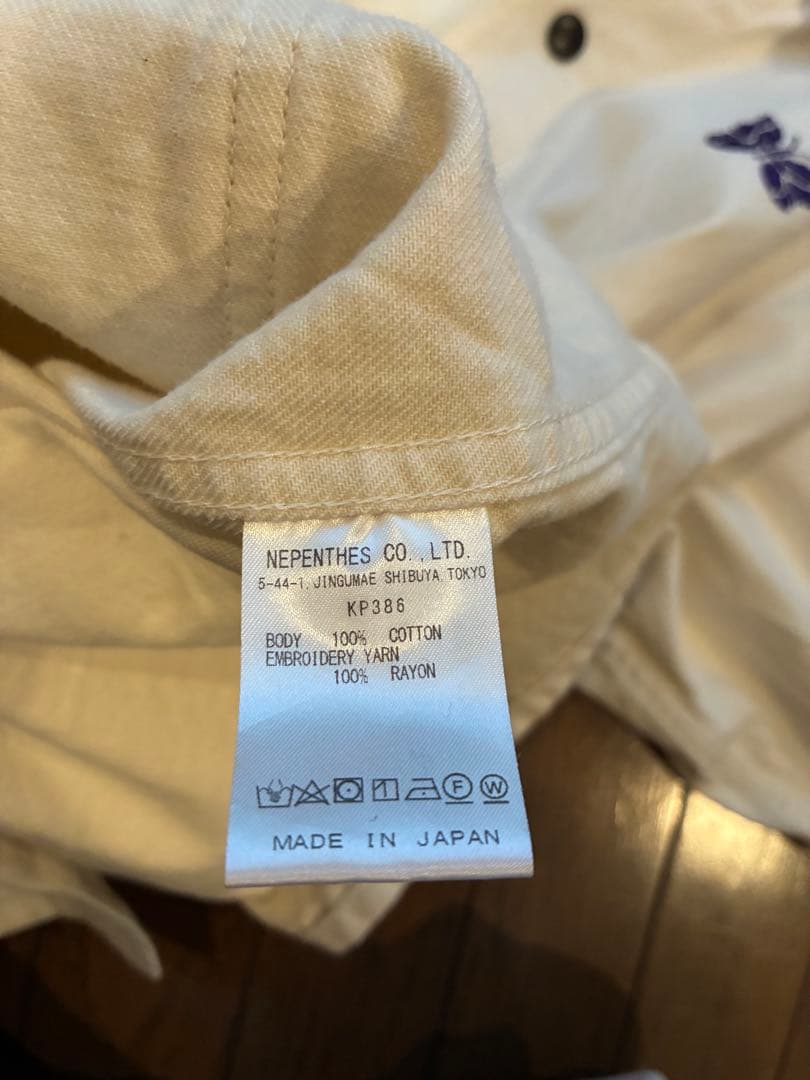 NEPENTHES CO.,LTD.
5-44-1, JINGUMAE SHIBUYA TOKYO
KP386
BODY 100% COTTON
EMBROIDERY YARN
100% RAYON
F W
MADE IN JAPAN